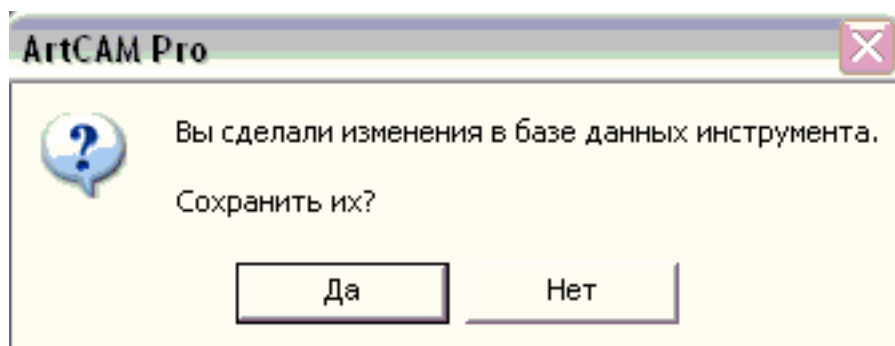 ArtCAM Pro
Вы сделали изменения в базе данных инструмента.
Сохранить их?
Да
Нет